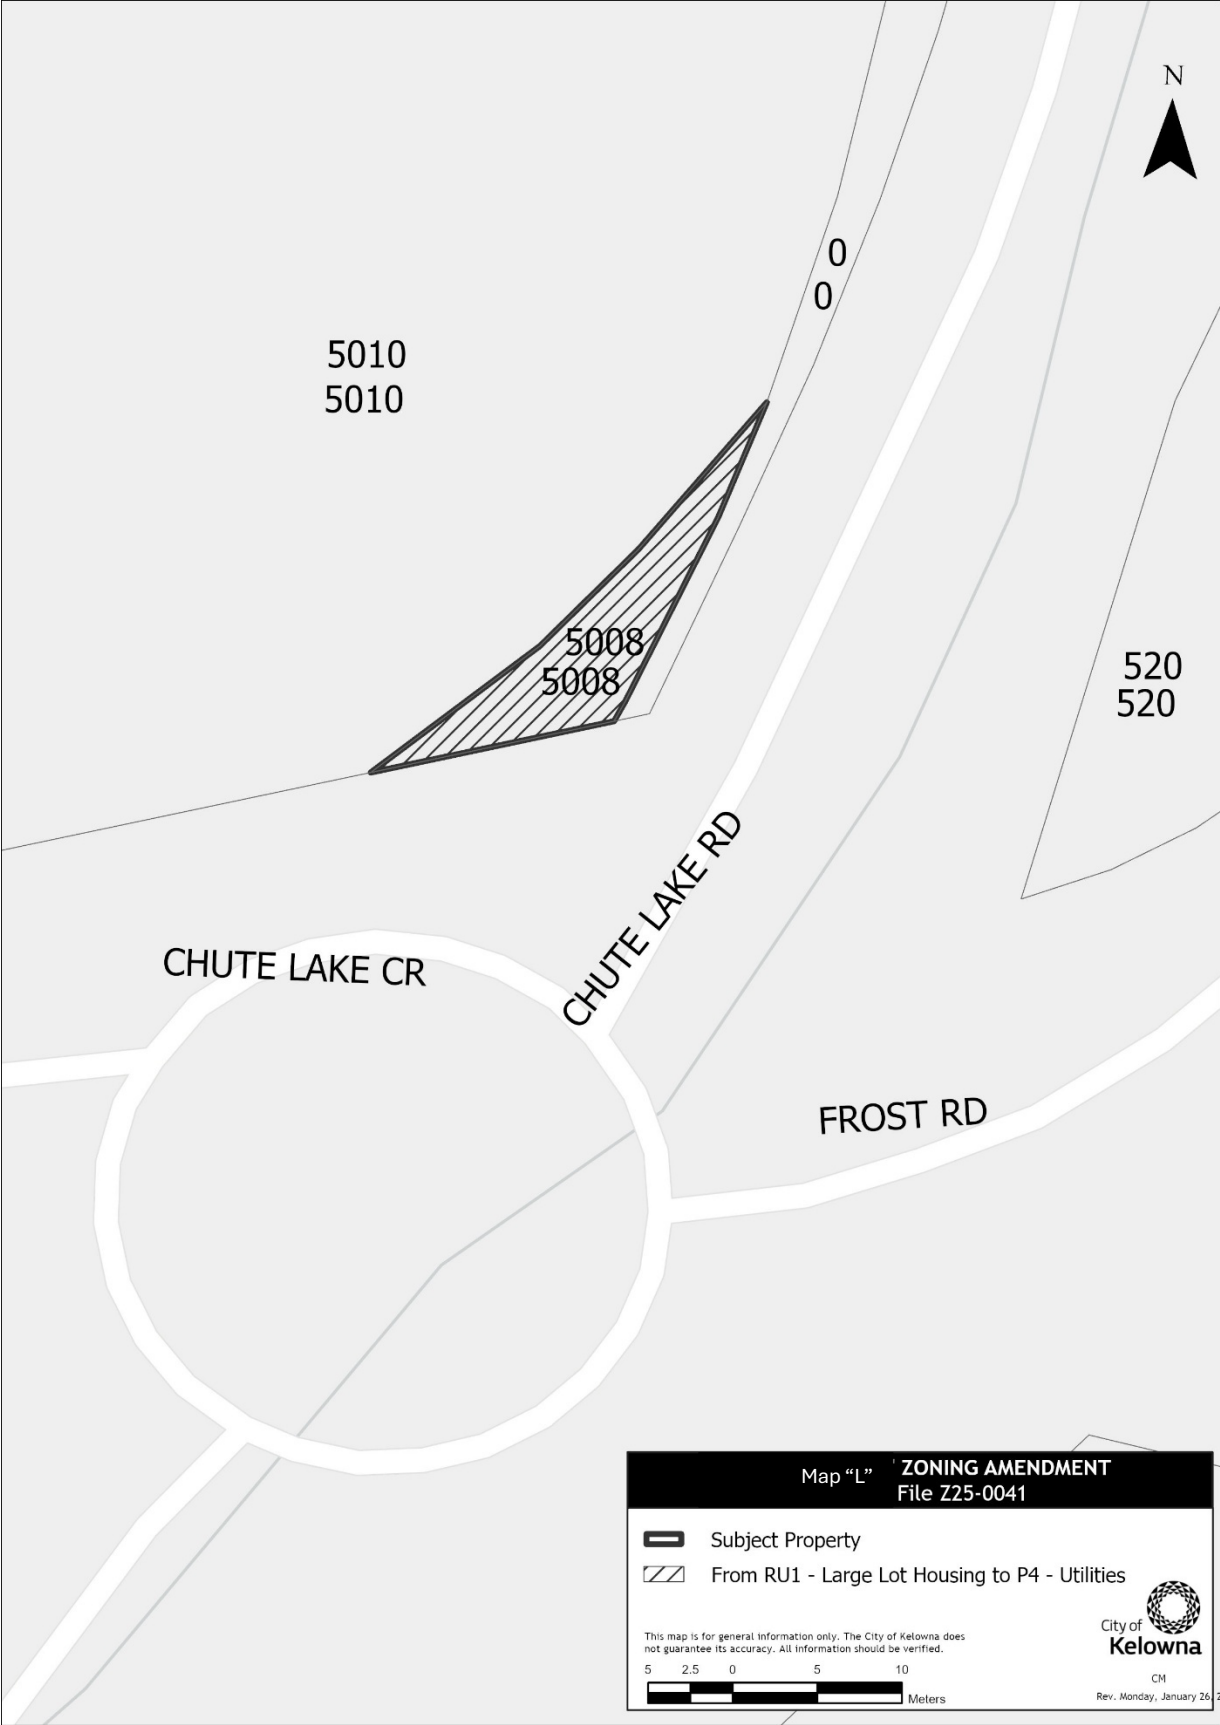 N
0
0
5010
5010
5008
5008
520
520
CHUTE LAKE RD
CHUTE LAKE CR
FROST RD
Map “L” ZONING AMENDMENT
File Z25-0041
Subject Property
From RU1 - Large Lot Housing to P4 - Utilities
This map is for general information only. The City of Kelowna does
not guarantee its accuracy. All information should be verified.
5 2.5 0 5 10
Meters
City of
Kelowna
CM
Rev. Monday, January 26,